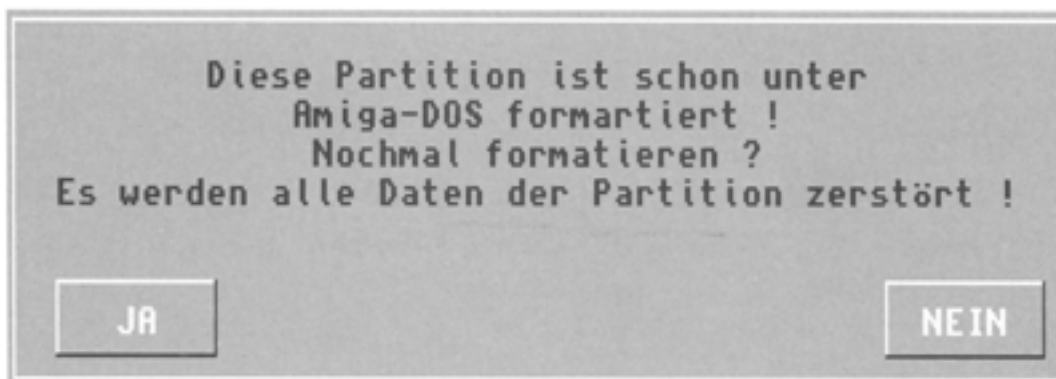 Diese Partition ist schon unter
Amiga-DOS formartiert !
Nochmal formatieren ?
Es werden alle Daten der Partition zerstört !
JA
NEIN